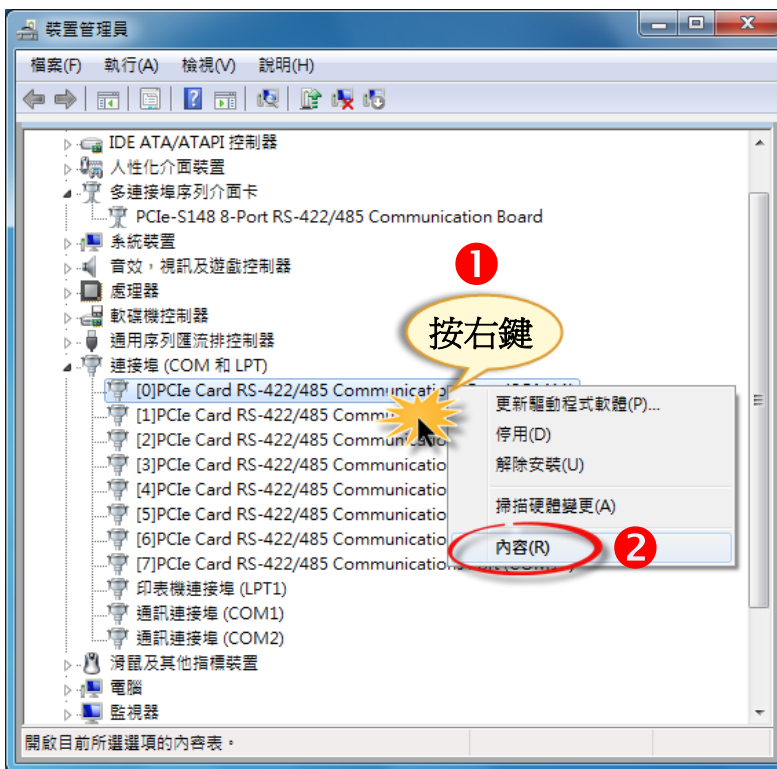 裝置管理員
檔案(F) 執行(A) 檢視(V) 說明(H)
IDE ATA/ATAPI 控制器
人性化介面裝置
多連接埠序列介面卡
PCIe-S148 8-Port RS-422/485 Communication Board
系統裝置
音效，視訊及遊戲控制器
1
處理器
軟碟機控制器
通用序列匯流排控制器
按右鍵
連接埠 (COM 和 LPT)
[0]PCIe Card RS-422/485
[1]PCIe Card RS-422/485
[2]PCIe Card RS-422/485
[3]PCIe Card RS-422/485
[4]PCIe Card RS-422/485
[5]PCIe Card RS-422/485
[6]PCIe Card RS-422/485
[7]PCIe Card RS-422/485
更新驅動程式軟體(P)...
停用(D)
解除安裝(U)
掃描硬體變更(A)
內容(R)
2
印表機連接埠 (LPT1)
通訊連接埠 (COM1)
通訊連接埠 (COM2)
滑鼠及其他指標裝置
電腦
監視器
開啟目前所選選項的內容表。